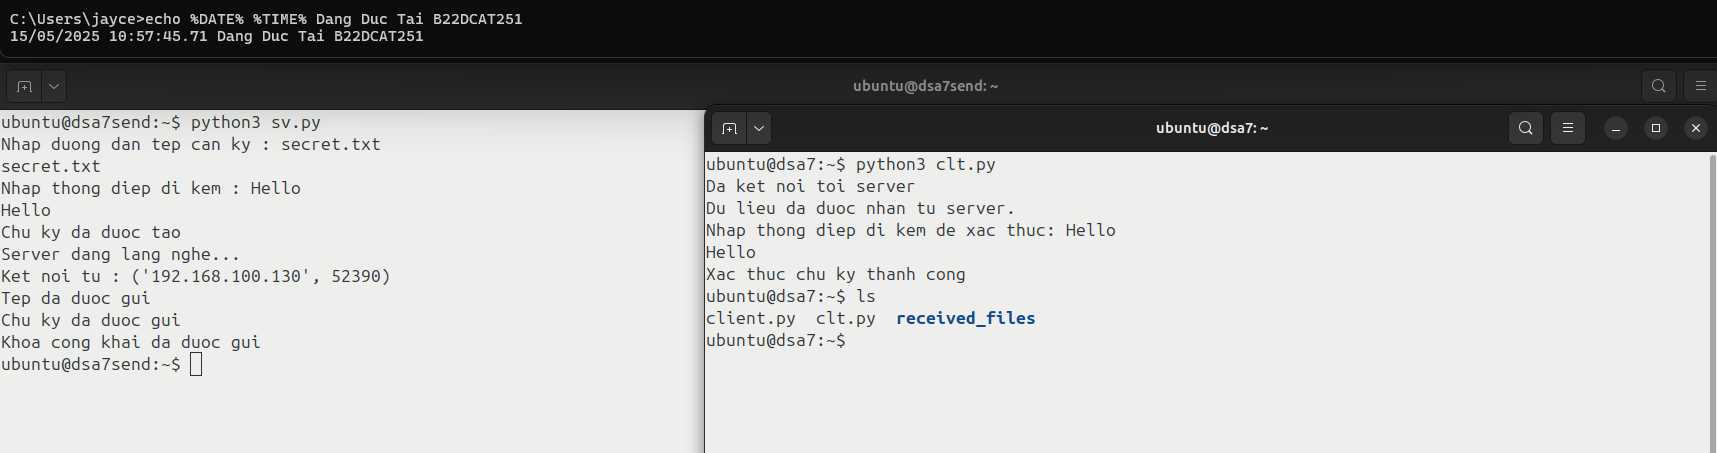 C:\Users\jayce>echo %DATE% %TIME% Dang Duc Tai B22DCAT251
15/05/2025 10:57:45.71 Dang Duc Tai B22DCAT251
ubuntu@dsa7send: ~
ubuntu@dsa7send:~$ python3 sv.py
Nhap duong dan tep can ky : secret.txt
secret.txt
Nhap thong diep di kem : Hello
Hello
Chu ky da duoc tao
Server dang lang nghe...
Ket noi tu : ('192.168.100.130', 52390)
Tep da duoc gui
Chu ky da duoc gui
Khoa cong khai da duoc gui
ubuntu@dsa7send:~$
ubuntu@dsa7: ~
ubuntu@dsa7:~$ python3 clt.py
Da ket noi toi server
Du lieu da duoc nhan tu server.
Nhap thong diep di kem de xac thuc: Hello
Hello
Xac thuc chu ky thanh cong
ubuntu@dsa7:~$ ls
client.py  clt.py  received_files
ubuntu@dsa7:~$